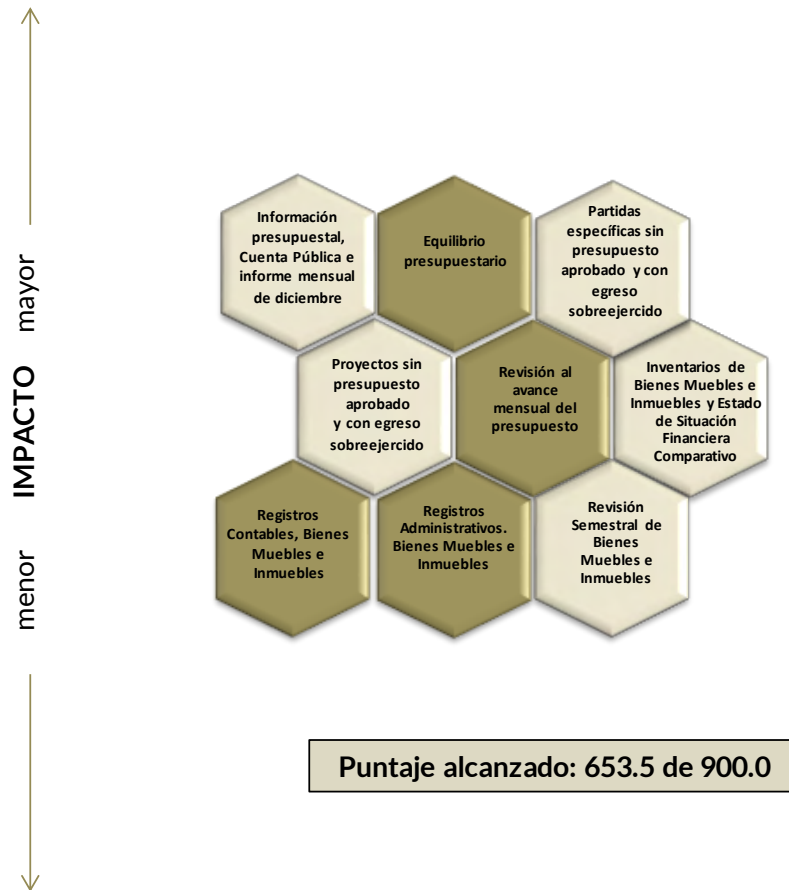 IMPACTO
mayor
menor
Información
presupuestal,
Cuenta Pública e
informe mensual
de diciembre
Equilibrio
presupuestario
Partidas
específicas sin
presupuesto
aprobado y con
egreso
sobreejercido
Proyectos sin
presupuesto
aprobado
y con egreso
sobreejercido
Revisión al
avance
mensual del
presupuesto
Inventarios de
Bienes Muebles e
Inmuebles y Estado
de Situación
Financiera
Comparativo
Registros
Contables, Bienes
Muebles e
Inmuebles
Registros
Administrativos.
Bienes Muebles e
Inmuebles
Revisión
Semestral de
Bienes
Muebles e
Inmuebles
Puntaje alcanzado: 653.5 de 900.0